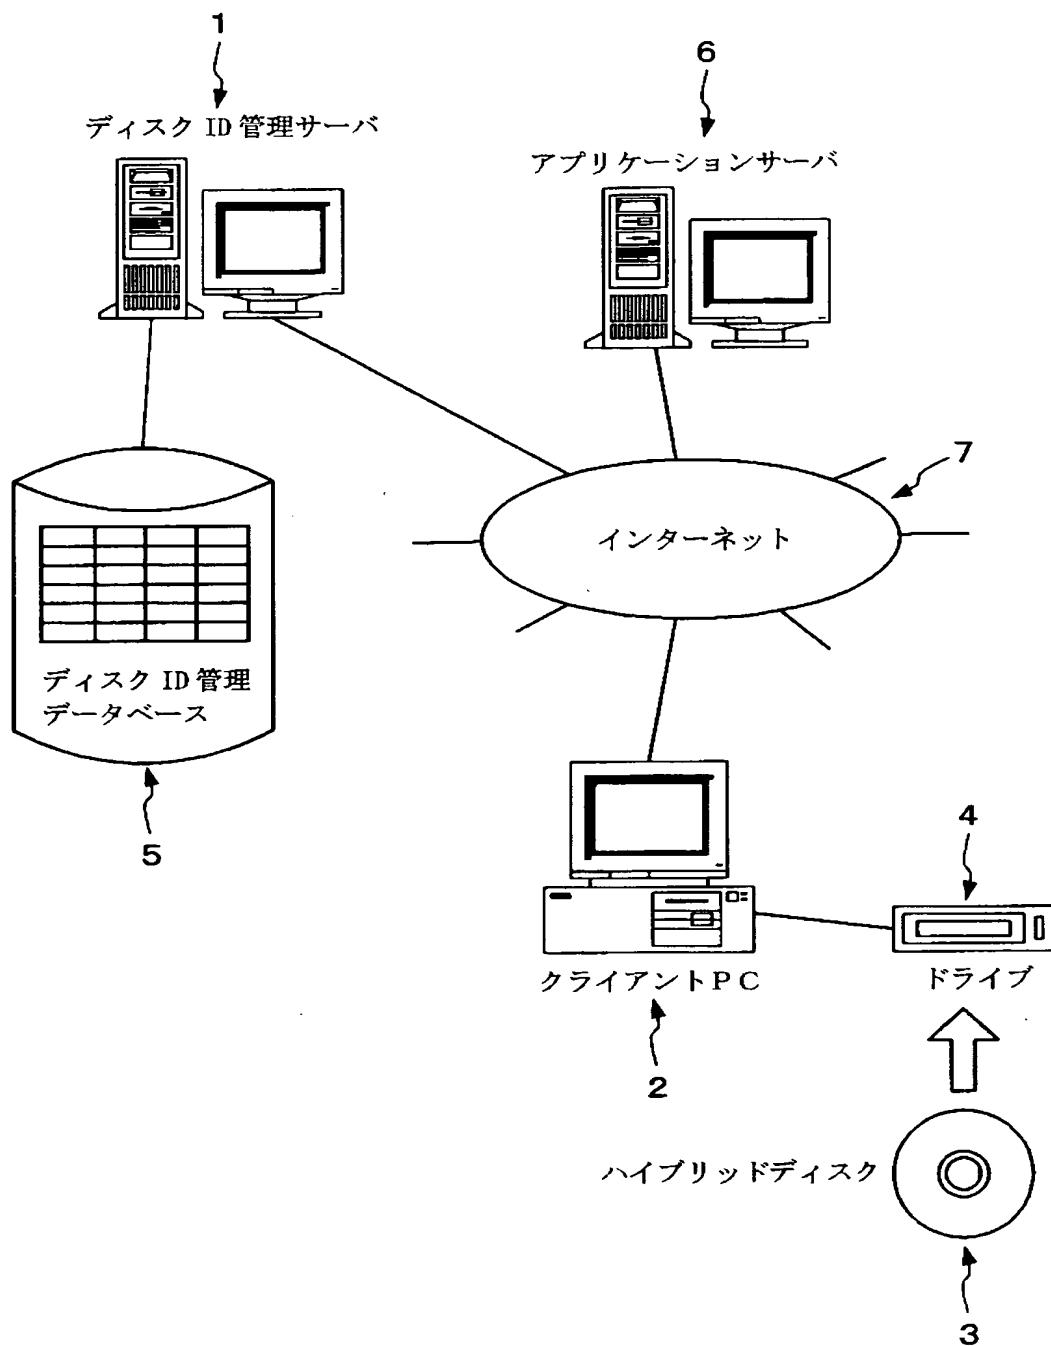 1
ディスク ID 管理サーバ
6
アプリケーションサーバ
7
インターネット
ディスク ID 管理
データベース
5
4
クライアントPC
ドライブ
2
ハイブリッドディスク
3